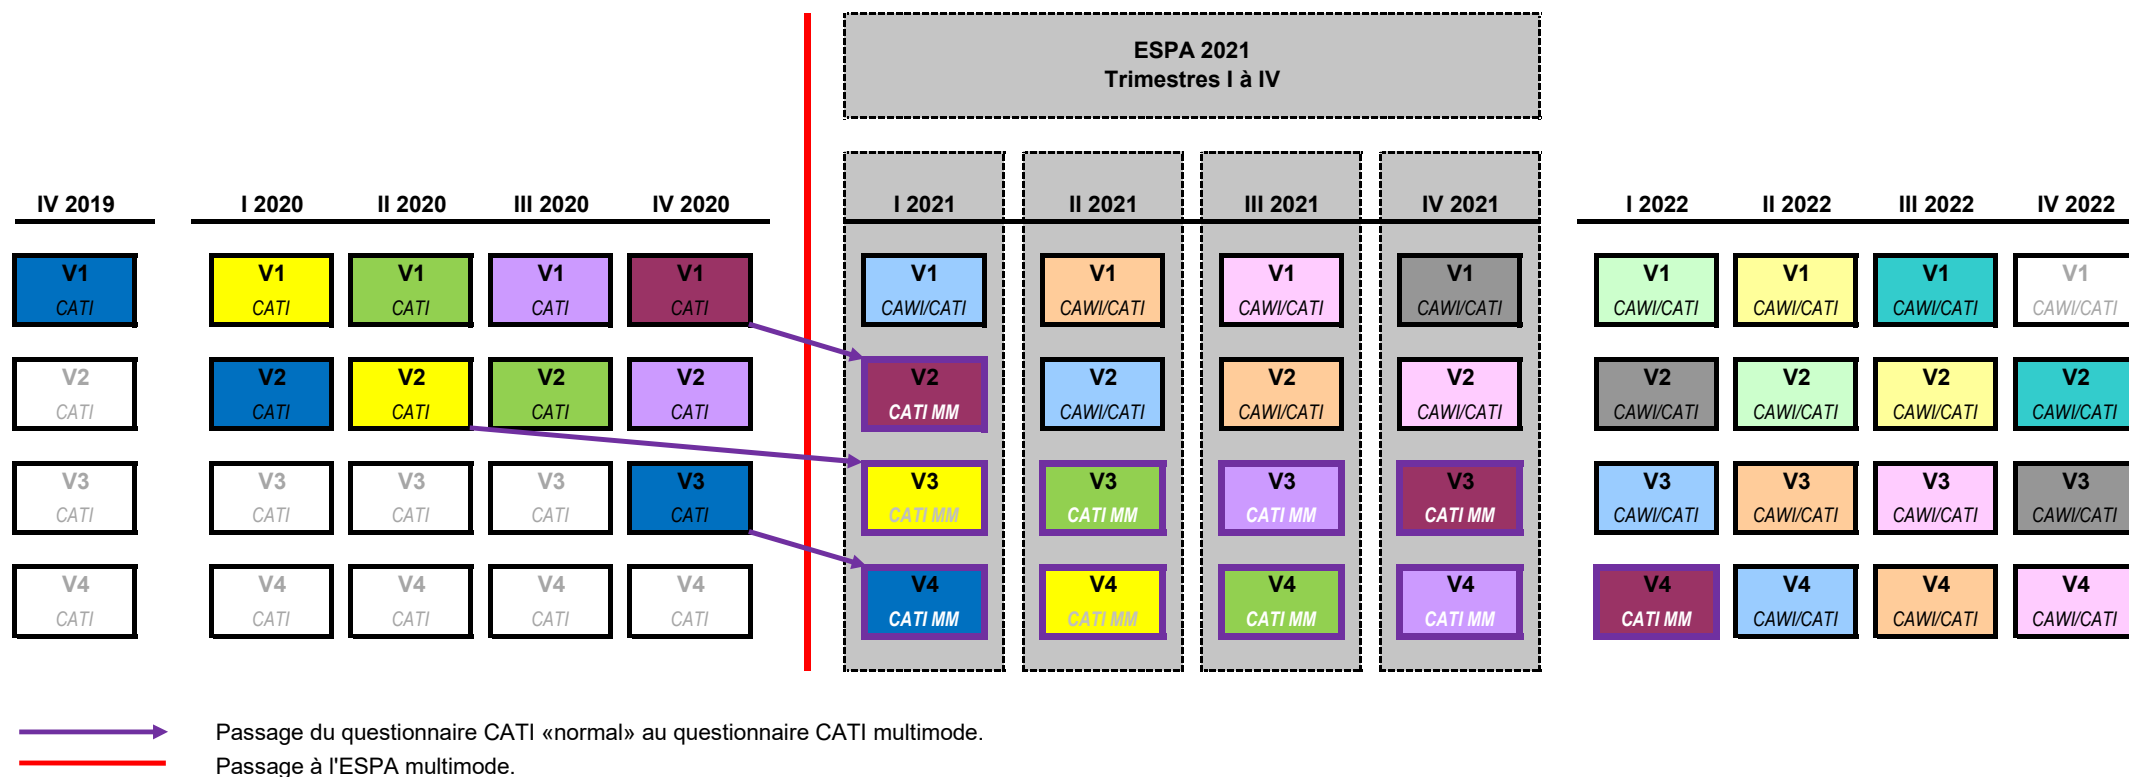 ESPA 2021
Trimestres I à IV
IV 2019 I 2020 II 2020 III 2020 IV 2020 I 2021 II 2021 III 2021 IV 2021 I 2022 II 2022 III 2022 IV 2022
V1 V1 V1 V1 V1 V1 V1 V1 V1 V1 V1 V1 V1
CATI CATI CATI CATI CATI CAWI/CATI CAWI/CATI CAWI/CATI CAWI/CATI CAWI/CATI CAWI/CATI CAWI/CATI CAWI/CATI
V2 V2 V2 V2 V2 V2 V2 V2 V2 V2 V2 V2 V2
CATI CATI CATI CATI CATI CATI MM CAWI/CATI CAWI/CATI CAWI/CATI CAWI/CATI CAWI/CATI CAWI/CATI CAWI/CATI
V3 V3 V3 V3 V3 V3 V3 V3 V3 V3 V3 V3 V3
CATI CATI CATI CATI CATI CATI MM CATI MM CATI MM CATI MM CAWI/CATI CAWI/CATI CAWI/CATI CAWI/CATI
V4 V4 V4 V4 V4 V4 V4 V4 V4 V4 V4 V4 V4
CATI CATI CATI CATI CATI CATI MM CATI MM CATI MM CATI MM CATI MM CAWI/CATI CAWI/CATI CAWI/CATI
Passage du questionnaire CATI «normal» au questionnaire CATI multimode.
Passage à l'ESPA multimode.